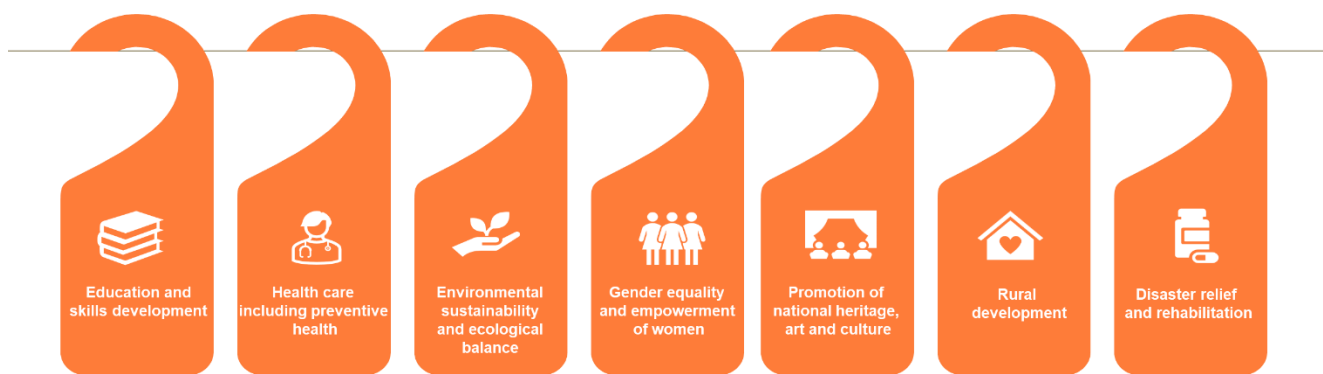 Education and
skills development
Health care
including preventive
health
Environmental
sustainability
and ecological
balance
Gender equality
and empowerment
of women
Promotion of
national heritage,
art and culture
Rural
development
Disaster relief
and rehabilitation